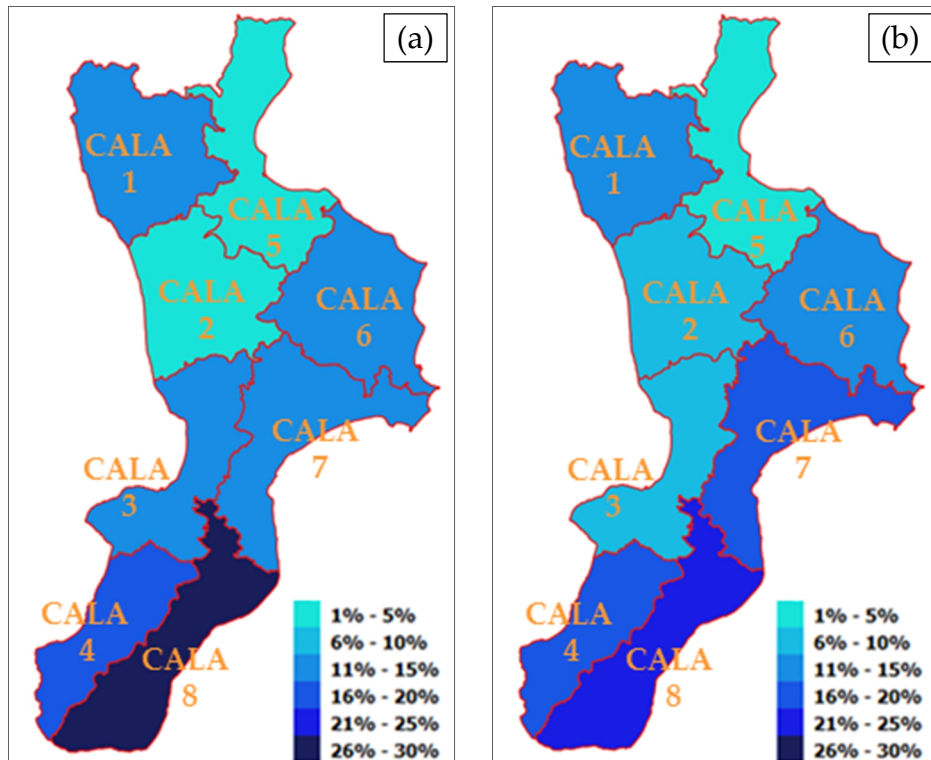 (a)
CALA
1
CALA
5
CALA
2
CALA
6
CALA
7
CALA
3
CALA
4
CALA
8
1% - 5%
6% - 10%
11% - 15%
16% - 20%
21% - 25%
26% - 30%
(b)
CALA
1
CALA
5
CALA
2
CALA
6
CALA
7
CALA
3
CALA
4
CALA
8
1% - 5%
6% - 10%
11% - 15%
16% - 20%
21% - 25%
26% - 30%